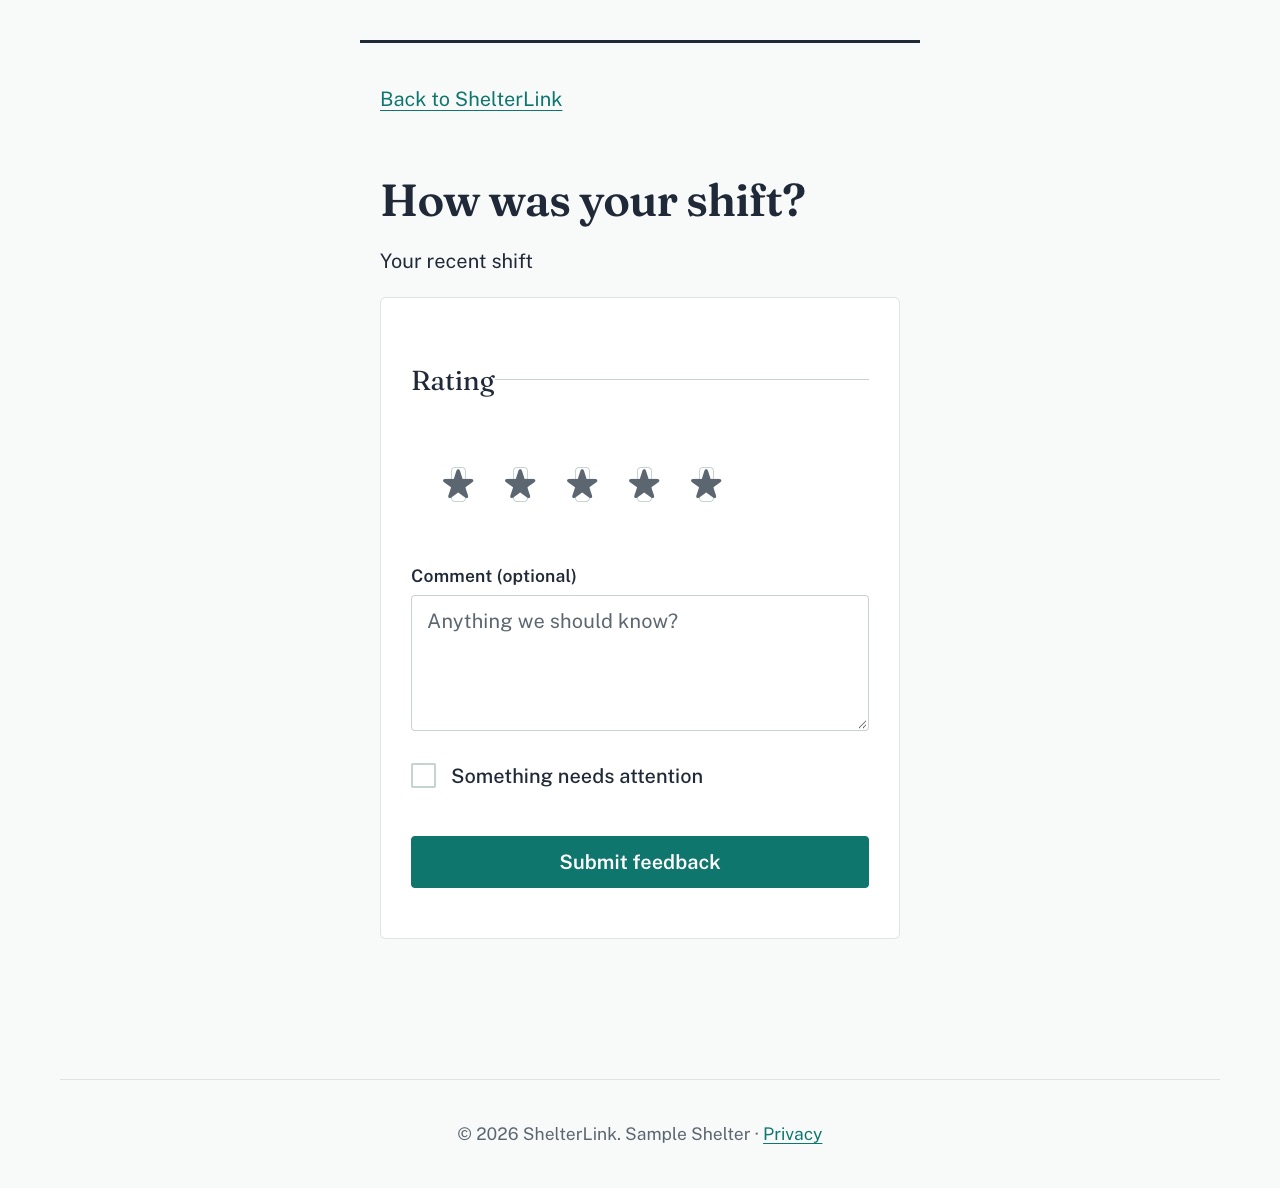 Back to ShelterLink
How was your shift?
Your recent shift
Rating
Comment (optional)
Anything we should know?
Something needs attention
Submit feedback
© 2026 ShelterLink. Sample Shelter · Privacy